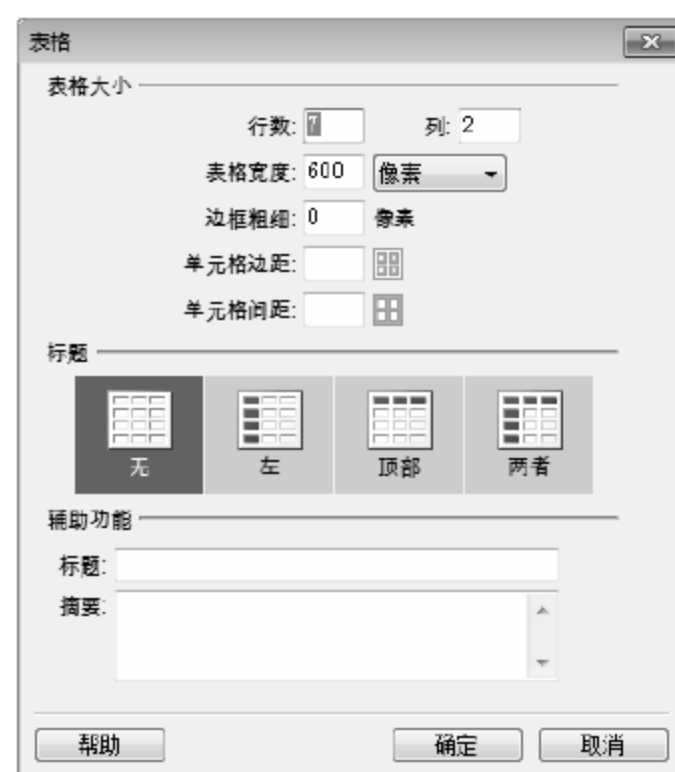 表格
表格大小
行数: 7 列: 2
表格宽度: 600 像素
边框粗细: 0 像素
单元格边距:
单元格间距:
标题
无 左 顶部 两者
辅助功能
标题:
摘要:
帮助 确定 取消